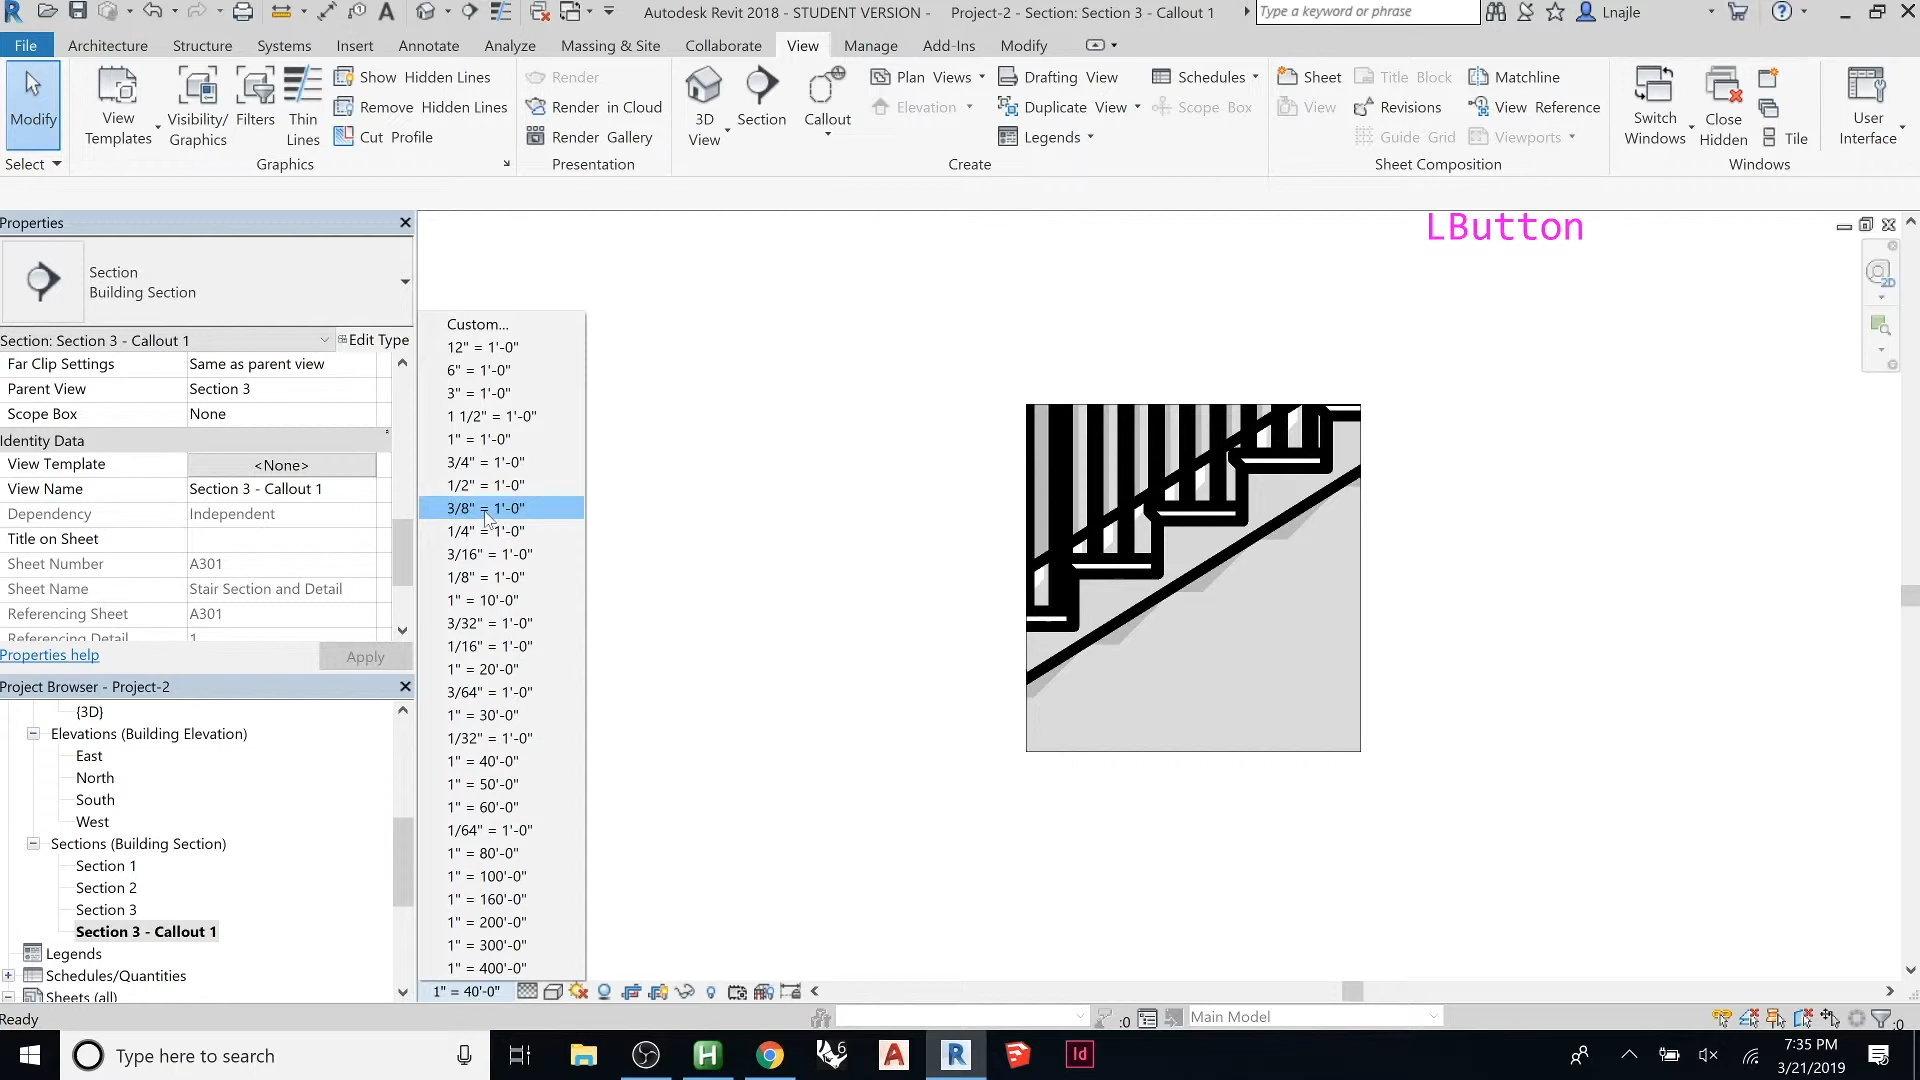 Autodesk Revit 2018 - STUDENT VERSION - Project-2 - Section: Section 3 - Callout 1
Type a keyword or phrase
Lnajle
File Architecture Structure Systems Insert Annotate Analyze Massing & Site Collaborate View Manage Add-Ins Modify
Modify
Select
View
Templates
Visibility/
Graphics
Filters
Thin
Lines
Show Hidden Lines
Remove Hidden Lines
Cut Profile
Graphics
Render
Render in Cloud
Render Gallery
Presentation
3D
View
Section
Callout
Plan Views
Elevation
Drafting View
Duplicate View
Legends
Schedules
Scope Box
Create
Sheet
View
Title Block
Revisions
Guide Grid
Matchline
View Reference
Viewports
Sheet Composition
Switch
Windows
Close
Hidden
Tile
Windows
User
Interface
Properties
Section
Building Section
Section: Section 3 - Callout 1
Edit Type
Far Clip Settings Same as parent view
Parent View Section 3
Scope Box None
Identity Data
View Template <None>
View Name Section 3 - Callout 1
Dependency Independent
Title on Sheet
Sheet Number A301
Sheet Name Stair Section and Detail
Referencing Sheet A301
Referencing Detail 1
Properties help
Apply
Project Browser - Project-2
{3D}
Elevations (Building Elevation)
East
North
South
West
Sections (Building Section)
Section 1
Section 2
Section 3
Section 3 - Callout 1
Legends
Schedules/Quantities
Sheets (all)
Custom...
12" = 1'-0"
6" = 1'-0"
3" = 1'-0"
1 1/2" = 1'-0"
1" = 1'-0"
3/4" = 1'-0"
1/2" = 1'-0"
3/8" = 1'-0"
1/4" = 1'-0"
3/16" = 1'-0"
1/8" = 1'-0"
1" = 10'-0"
3/32" = 1'-0"
1/16" = 1'-0"
1" = 20'-0"
3/64" = 1'-0"
1" = 30'-0"
1/32" = 1'-0"
1" = 40'-0"
1" = 50'-0"
1" = 60'-0"
1/64" = 1'-0"
1" = 80'-0"
1" = 100'-0"
1" = 160'-0"
1" = 200'-0"
1" = 300'-0"
1" = 400'-0"
1" = 40'-0"
LButton
2D
Ready
:0
Main Model
:0
Type here to search
H
6
A
R
Id
7:35 PM
3/21/2019